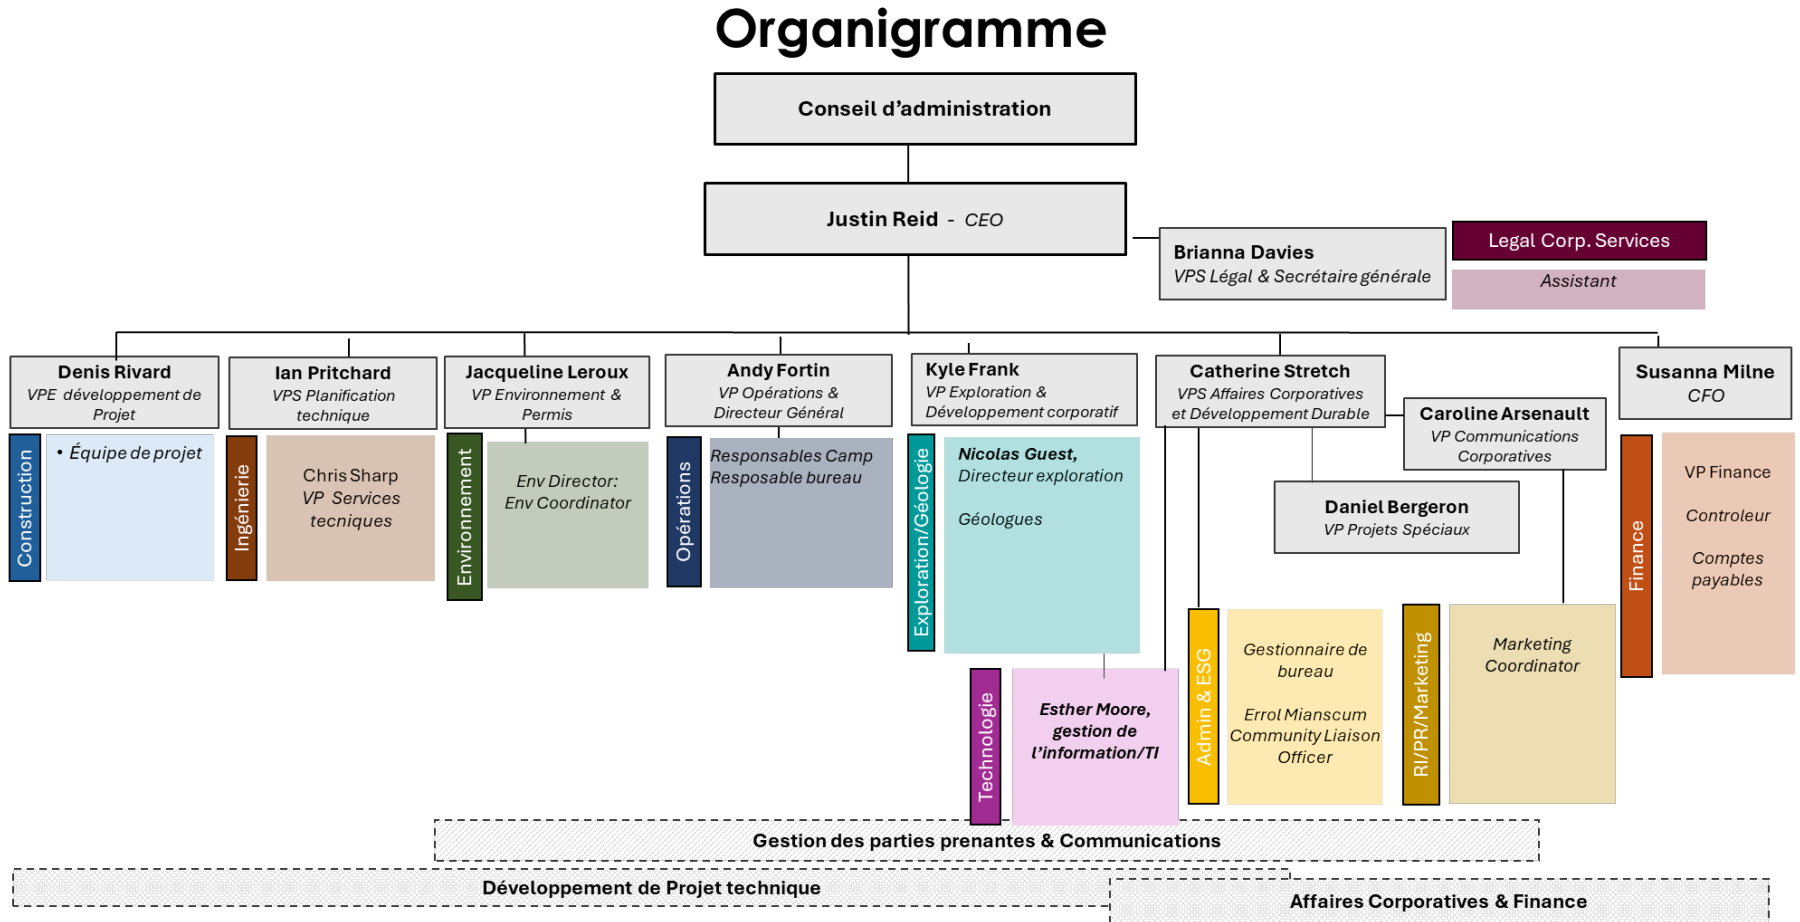 Organigramme
Conseil d’administration
Justin Reid - CEO
Brianna Davies
VPS Légal & Secrétaire générale
Legal Corp. Services
Assistant
Denis Rivard
VPE développement de
Projet
Ian Pritchard
VPS Planification
technique
Jacqueline Leroux
VP Environnement &
Permis
Andy Fortin
VP Opérations &
Directeur Général
Kyle Frank
VP Exploration &
Développement corporatif
Catherine Stretch
VPS Affaires Corporatives
et Développement Durable
Caroline Arsenault
VP Communications
Corporatives
Susanna Milne
CFO
Daniel Bergeron
VP Projets Spéciaux
Construction
• Équipe de projet
Ingénierie
Chris Sharp
VP Services
tecniques
Environnement
Env Director:
Env Coordinator
Opérations
Responsables Camp
Resposable bureau
Exploration/Géologie
Nicolas Guest,
Directeur exploration
Géologues
Finance
VP Finance
Controleur
Comptes
payables
Technologie
Esther Moore,
gestion de
l’information/TI
Admin & ESG
Gestionnaire de
bureau
Errol Mianscum
Community Liaison
Officer
RI/PR/Marketing
Marketing
Coordinator
Gestion des parties prenantes & Communications
Développement de Projet technique
Affaires Corporatives & Finance